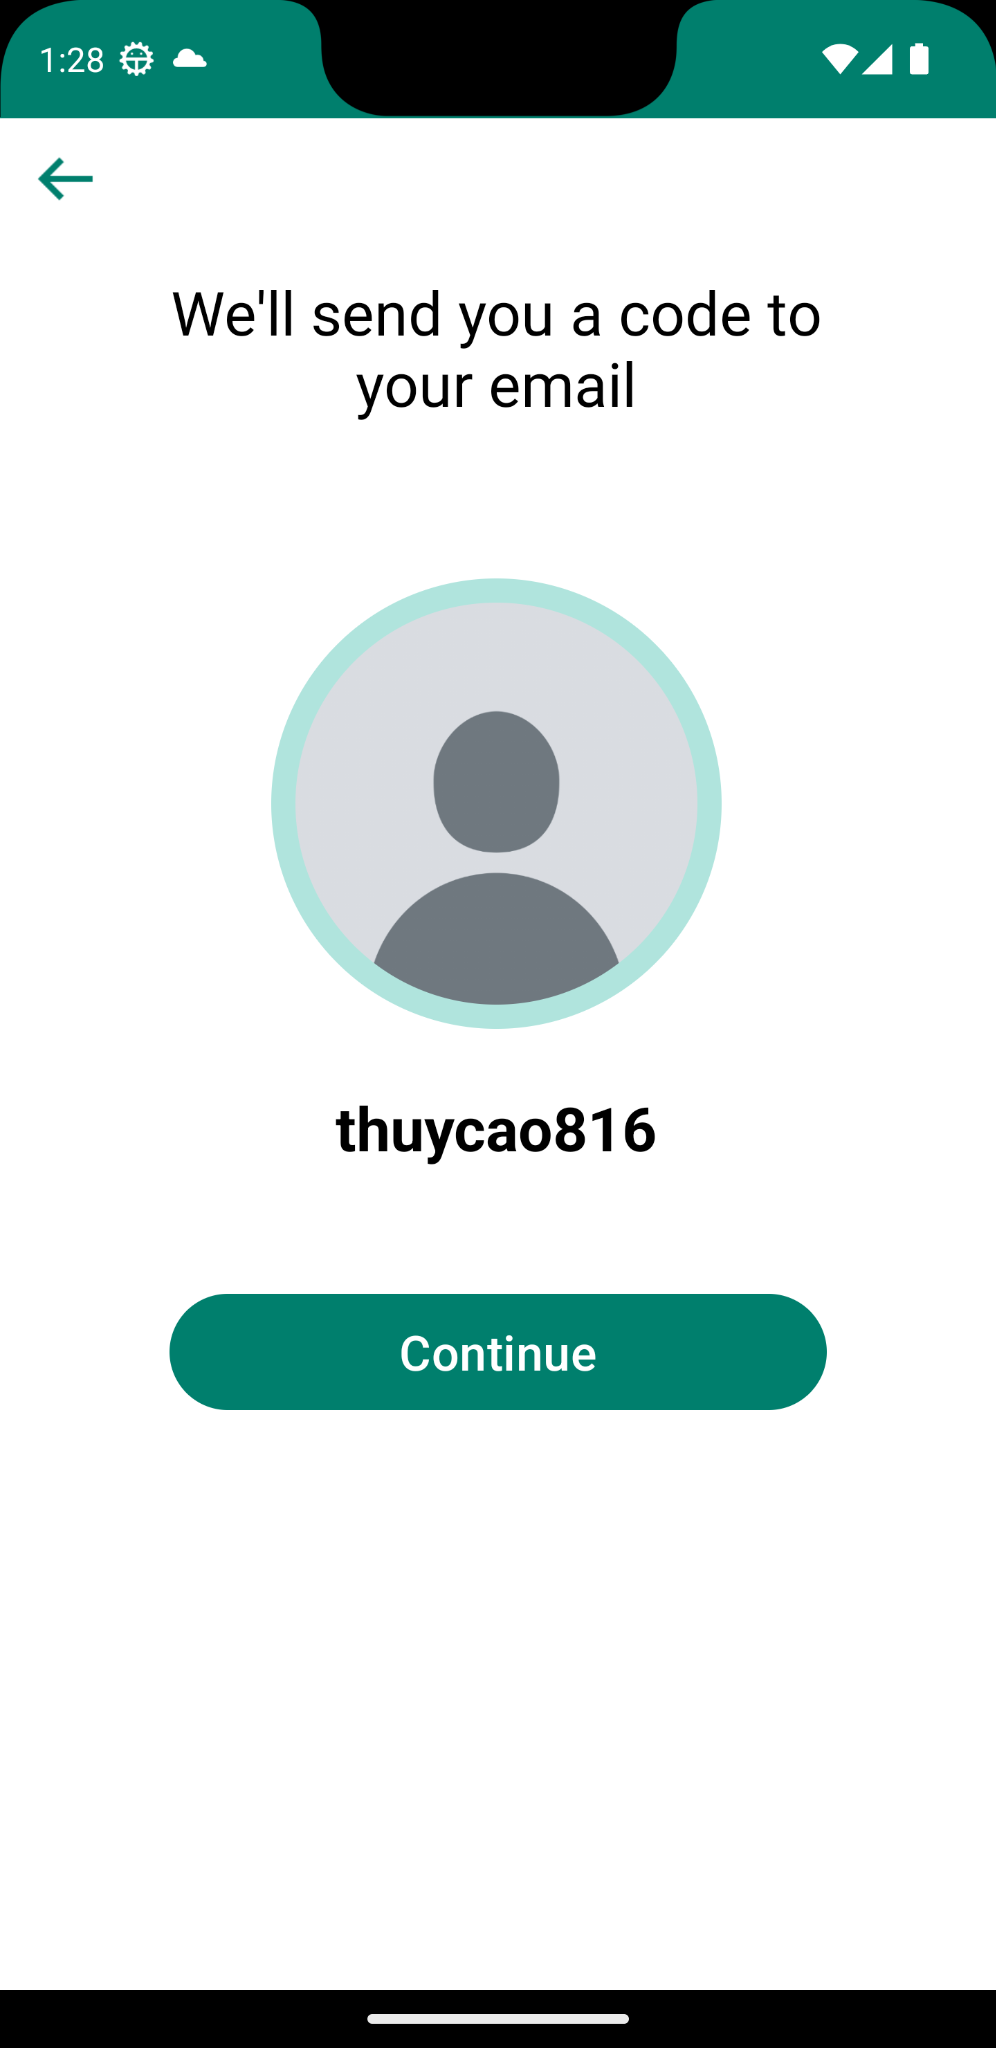 1:28
We'll send you a code to
your email
thuycao816
Continue